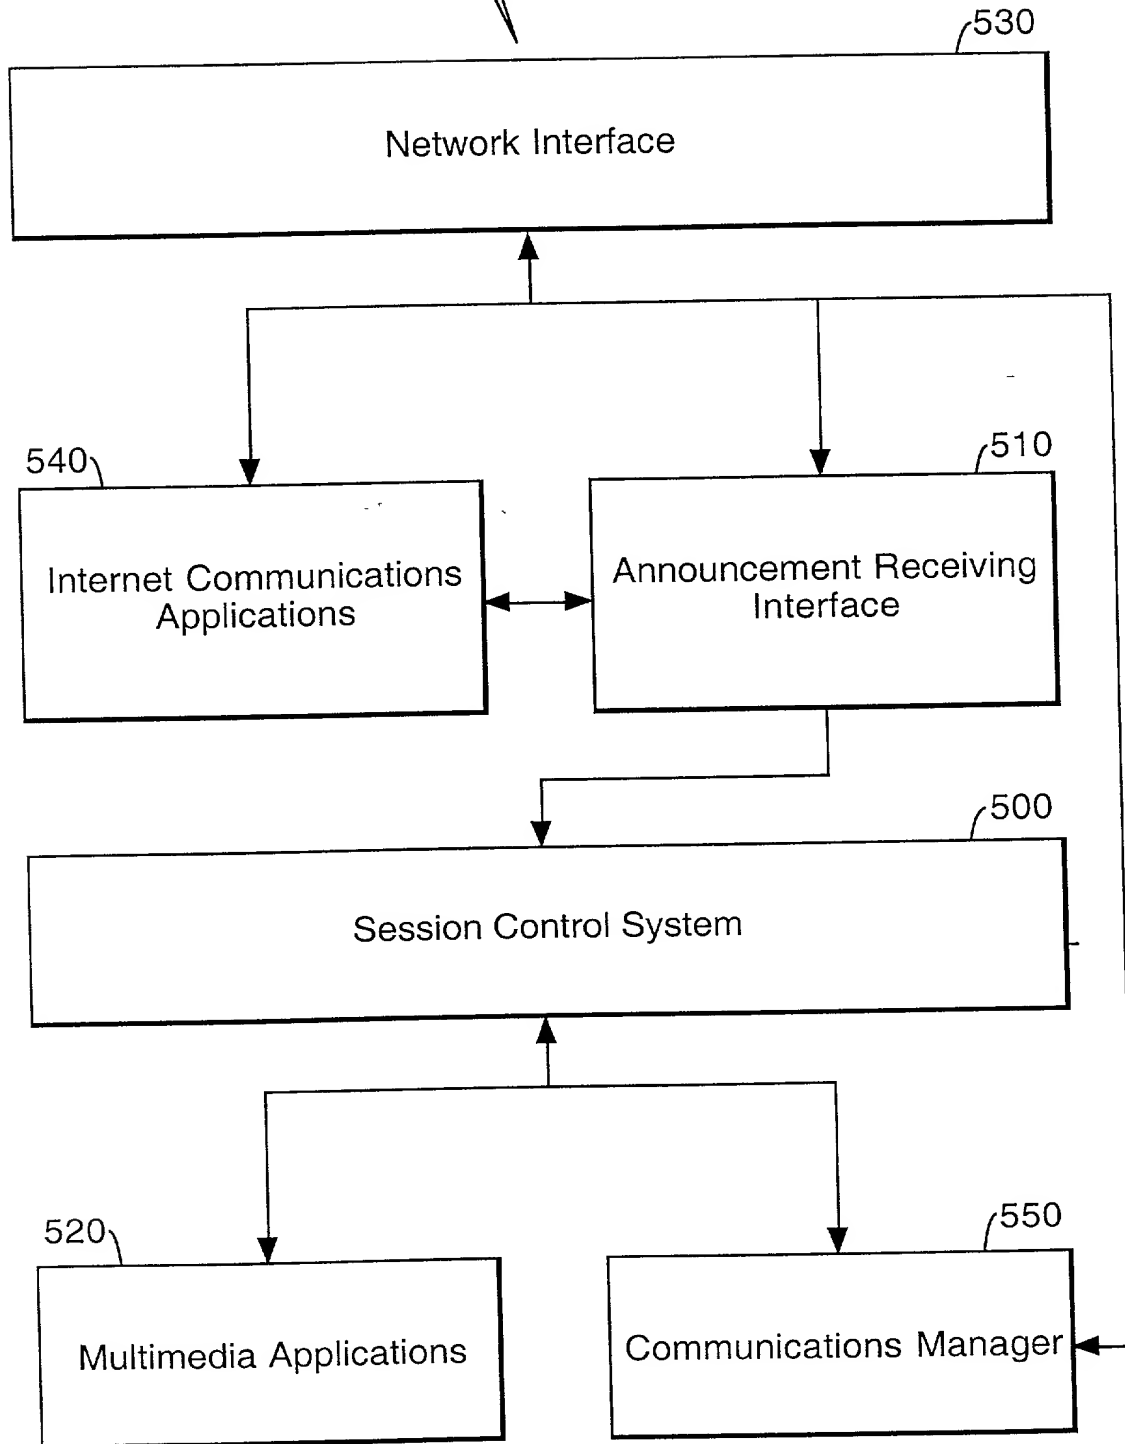 530
Network Interface
540
510
Internet Communications
Applications
Announcement Receiving
Interface
500
Session Control System
520
550
Multimedia Applications
Communications Manager